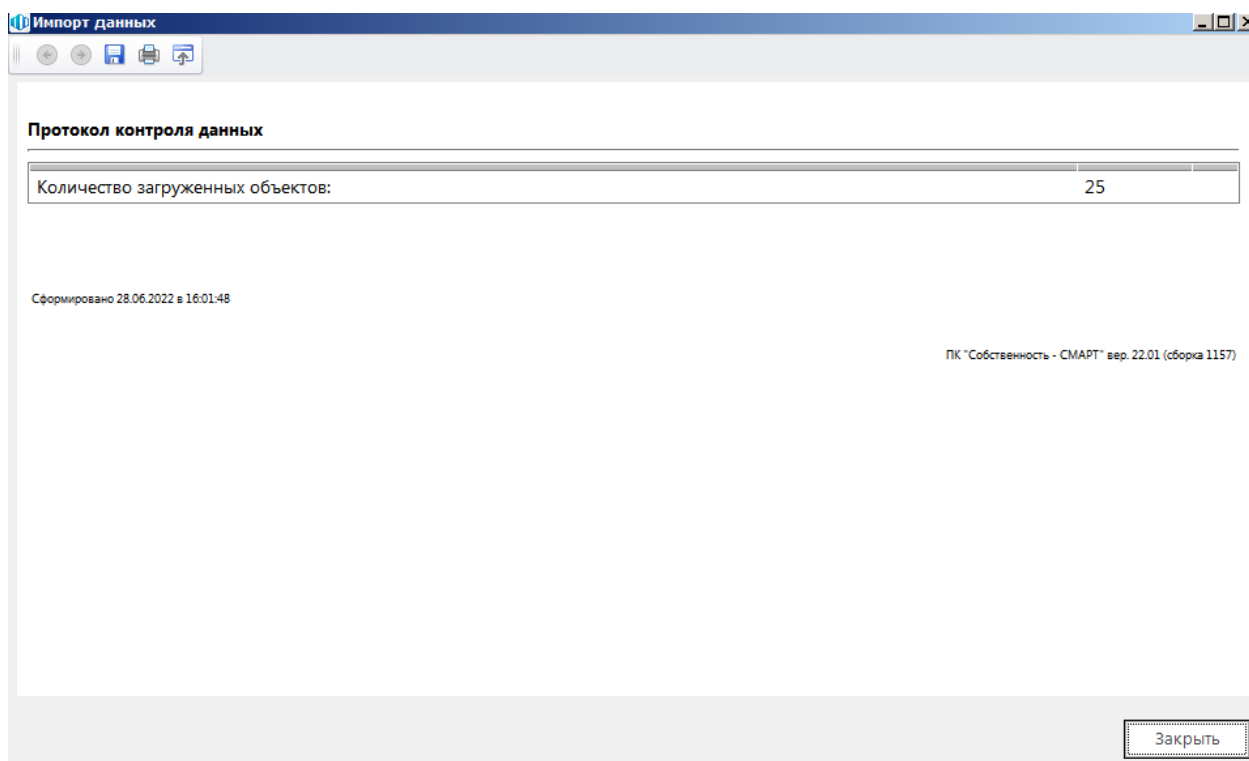 Импорт данных
Протокол контроля данных
Количество загруженных объектов: 25
Сформировано 28.06.2022 в 16:01:48
ПК "Собственность - СМАРТ" вер. 22.01 (сборка 1157)
Закрыть